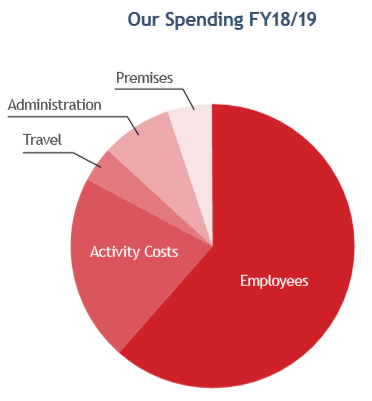 Our Spending FY18/19
Premises
Administration
Travel
Activity Costs
Employees